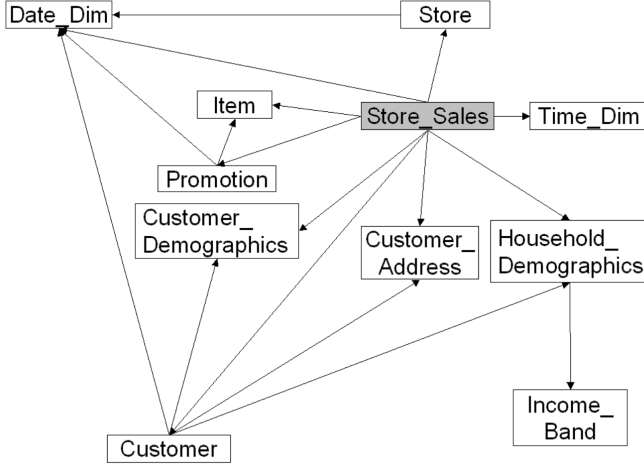 Date_Dim
Store
Item
Store_Sales
Time_Dim
Promotion
Customer_
Demographics
Customer_
Address
Household_
Demographics
Income_
Band
Customer